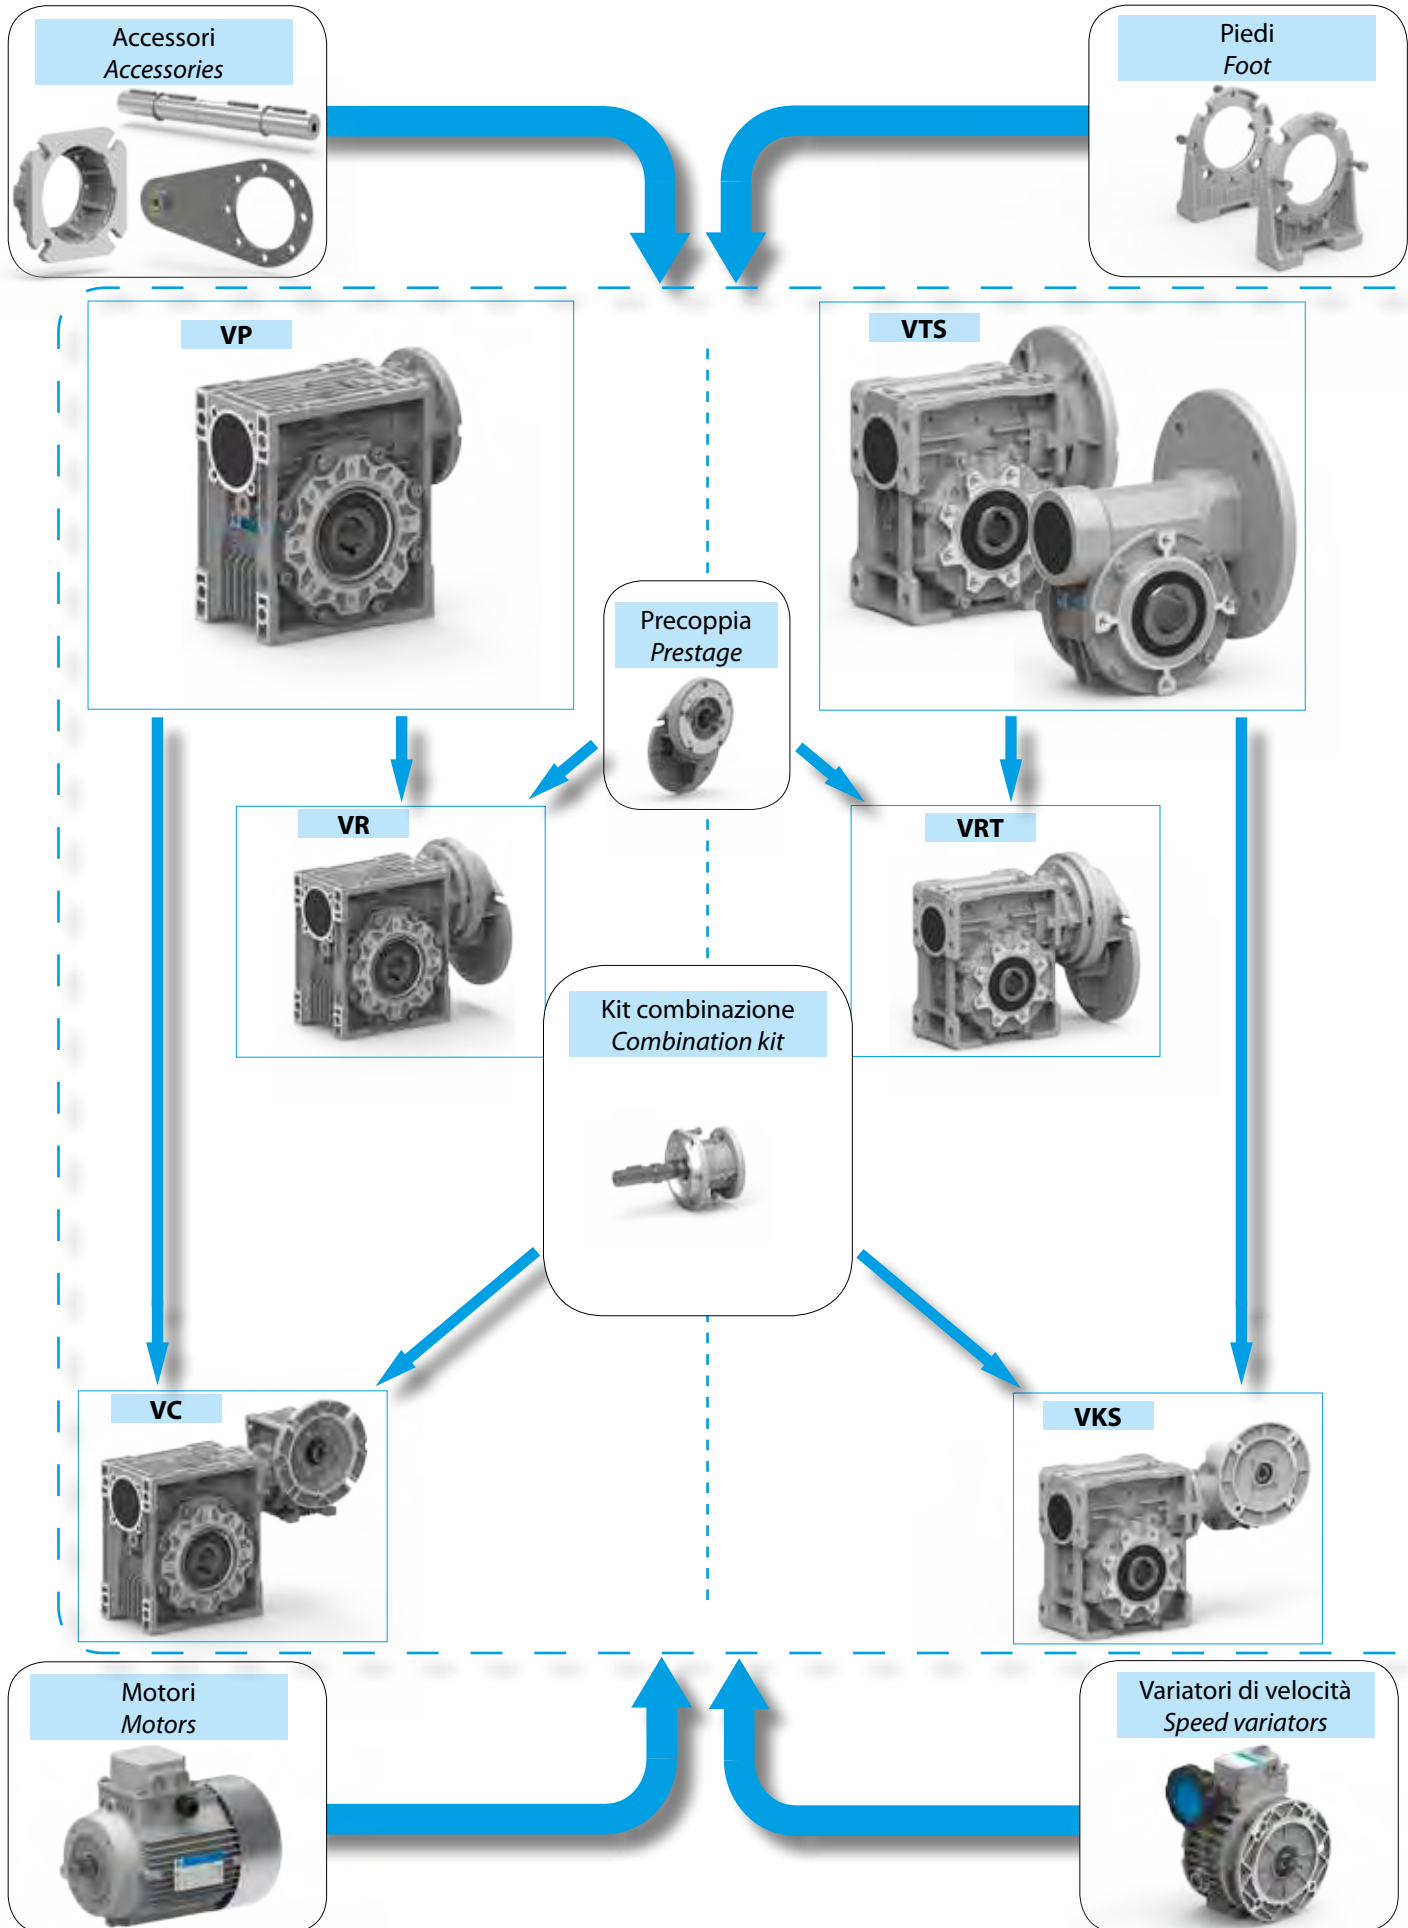 Accessori
Accessories
Piedi
Foot
VP
VTS
Precoppia
Prestage
VR
VRT
Kit combinazione
Combination kit
VC
VKS
Motori
Motors
Variatori di velocità
Speed variators